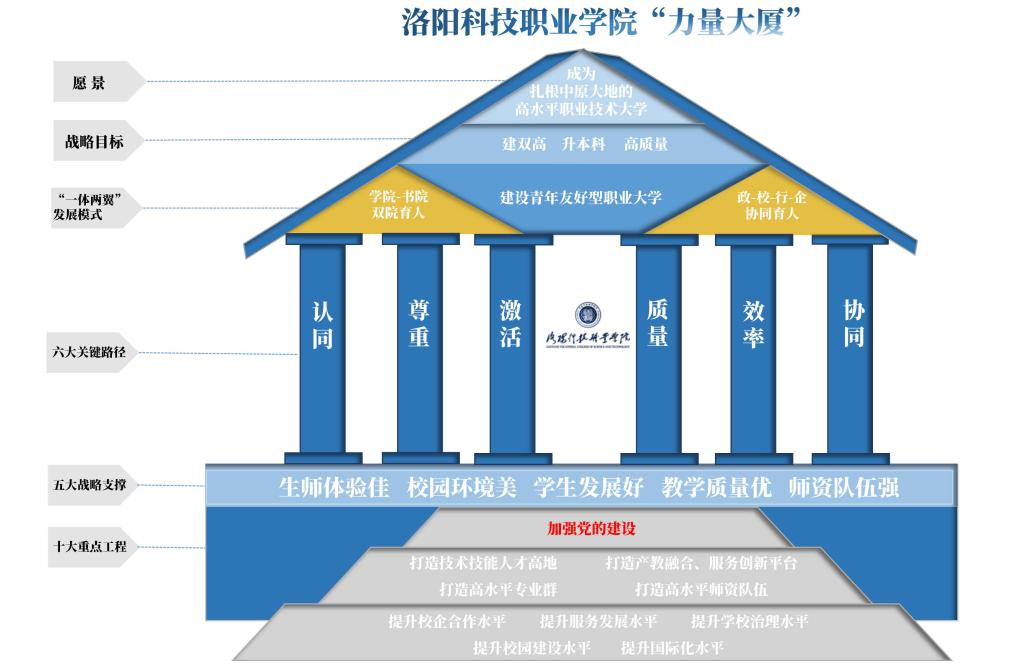 洛阳科技职业学院“力量大厦”
愿 景
成为
扎根中原大地的
高水平职业技术大学
战略目标
建双高 升本科 高质量
“一体两翼”
发展模式
学院-书院
双院育人
建设青年友好型职业大学
政-校-行-企
协同育人
六大关键路径
认同
尊重
激活
洛阳科技职业学院
质量
效率
协同
五大战略支撑
生师体验佳 校园环境美 学生发展好 教学质量优 师资队伍强
十大重点工程
加强党的建设
打造技术技能人才高地 打造产教融合、服务创新平台
打造高水平专业群 打造高水平师资队伍
提升校企合作水平 提升服务发展水平 提升学校治理水平
提升校园建设水平 提升国际化水平